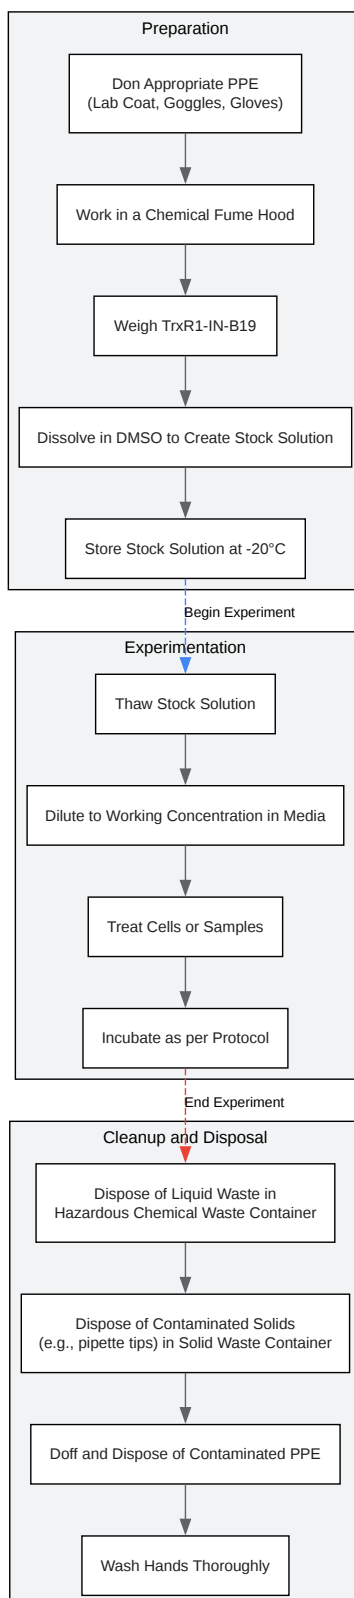 Preparation
Don Appropriate PPE
(Lab Coat, Goggles, Gloves)
Work in a Chemical Fume Hood
Weigh TrxR1-IN-B19
Dissolve in DMSO to Create Stock Solution
Store Stock Solution at -20°C
Begin Experiment
Experimentation
Thaw Stock Solution
Dilute to Working Concentration in Media
Treat Cells or Samples
Incubate as per Protocol
End Experiment
Cleanup and Disposal
Dispose of Liquid Waste in
Hazardous Chemical Waste Container
Dispose of Contaminated Solids
(e.g., pipette tips) in Solid Waste Container
Doff and Dispose of Contaminated PPE
Wash Hands Thoroughly